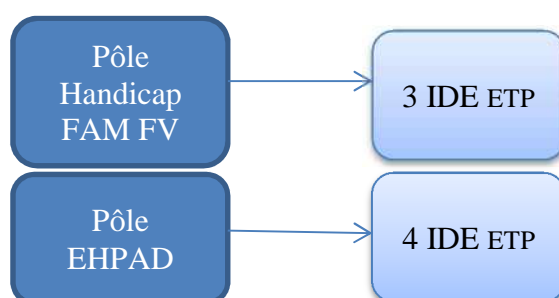 Pôle
Handicap
FAM FV
3 IDE ETP
Pôle
EHPAD
4 IDE ETP